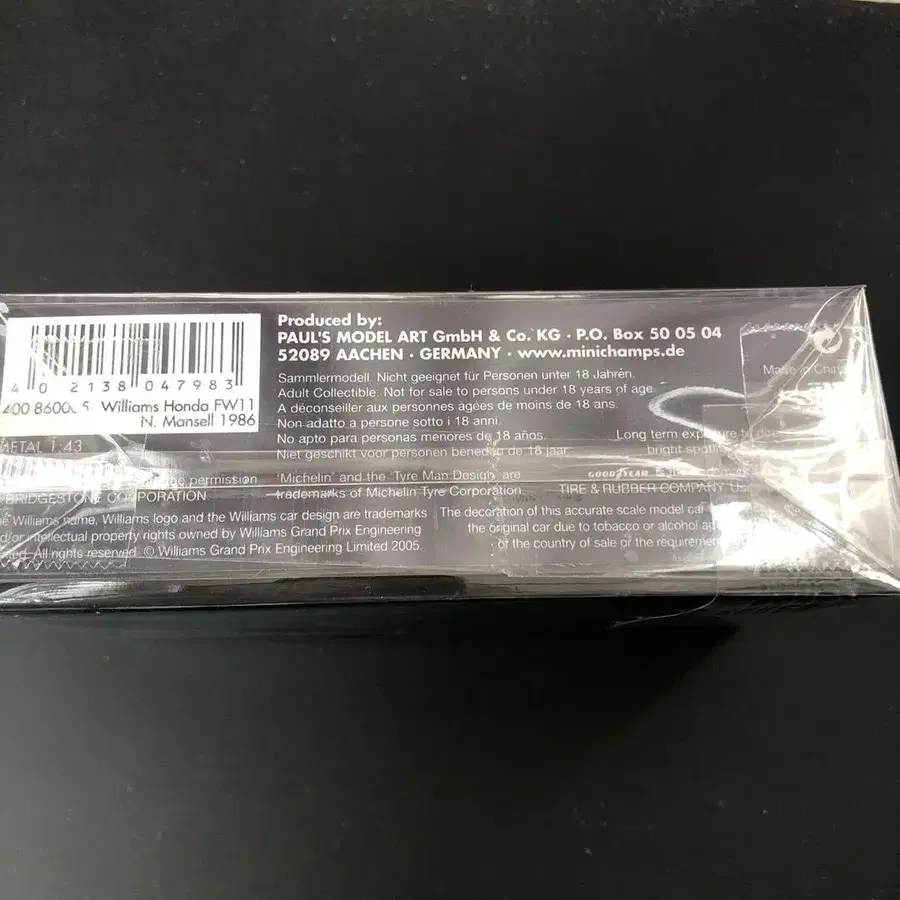 4 0 2138 047983
400 8600 5 Williams Honda FW11
N. Mansell 1986
METAL 1:43
Produced by:
PAUL'S MODEL ART GmbH & Co. KG · P.O. Box 50 05 04
52089 AACHEN · GERMANY · www.minichamps.de
Sammlermodell. Nicht geeignet für Personen unter 18 Jahren.
Adult Collectible. Not for sale to persons under 18 years of age.
A déconseiller aux personnes agées de moins de 18 ans.
Non adatto a persone sotto i 18 anni.
No apto para personas menores de 18 años.
Niet geschikt voor personen beneden de 18 jaar
Made in China
Long term exposure
bright
permission
BRIDGESTONE CORPORATION
'Michelin' and the 'Tyre Man Design' are
trademarks of Michelin Tyre Corporation
GOODYEAR
TIRE & RUBBER COMPANY
Williams name, Williams logo and the Williams car design are trademarks
intellectual property rights owned by Williams Grand Prix Engineering
All rights reserved. © Williams Grand Prix Engineering Limited 2005.
The decoration of this accurate scale model car
the original car due to tobacco or alcohol
of the country of sale of the